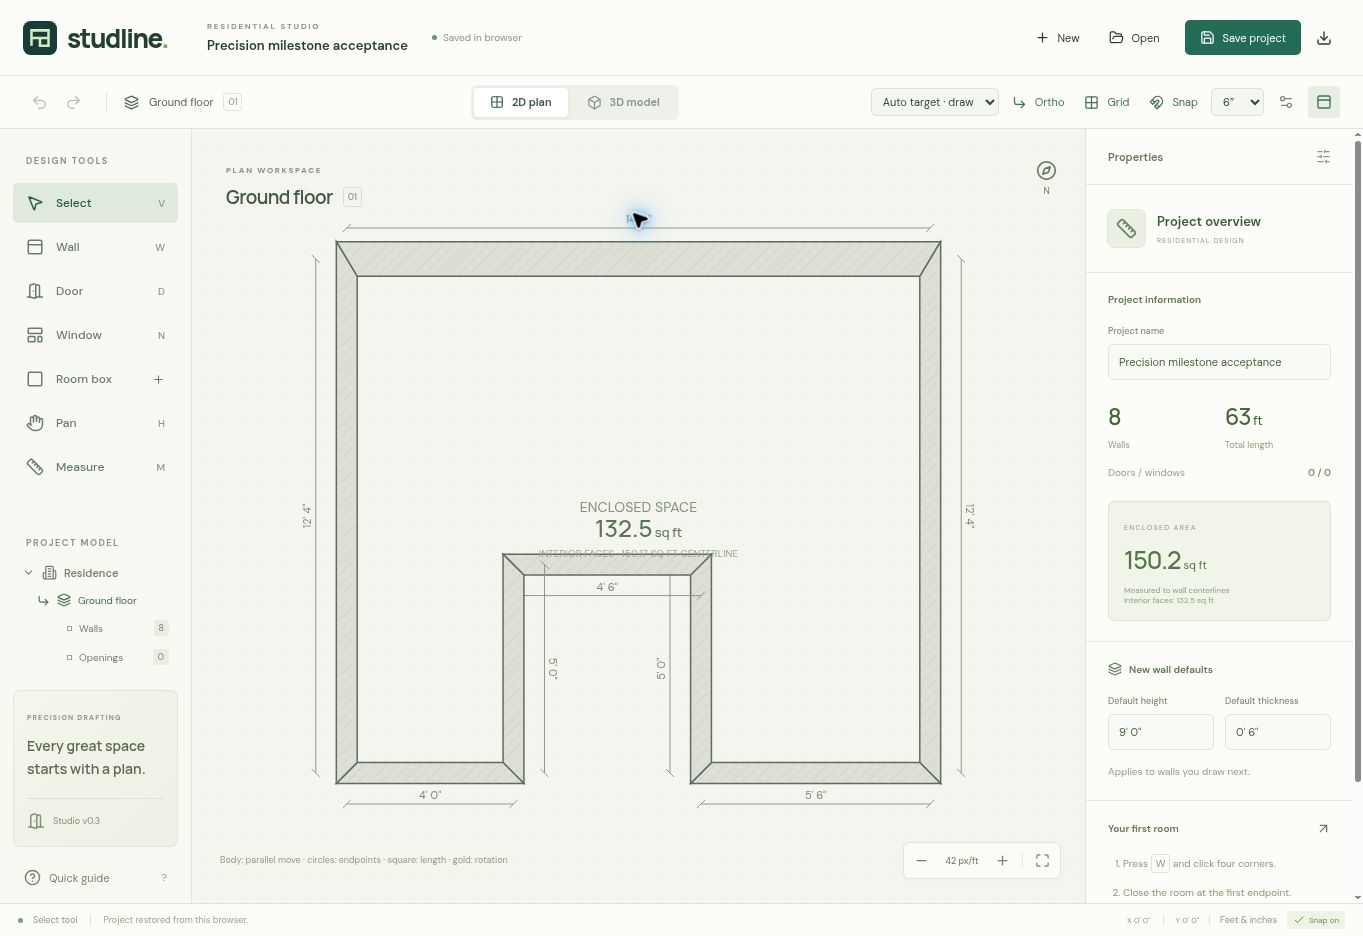 studline.
RESIDENTIAL STUDIO
Precision milestone acceptance
Saved in browser
New
Open
Save project
Ground floor 01
2D plan
3D model
Auto target · draw
Ortho
Grid
Snap
6"
DESIGN TOOLS
Select V
Wall W
Door D
Window N
Room box +
Pan H
Measure M
PROJECT MODEL
Residence
Ground floor
Walls 8
Openings 0
PRECISION DRAFTING
Every great space
starts with a plan.
Studio v0.3
Quick guide ?
PLAN WORKSPACE
Ground floor 01
N
12' 4"
12' 4"
ENCLOSED SPACE
132.5 sq ft
INTERIOR FACES · 150.17 SQ FT CENTERLINE
4' 6"
5' 0"
5' 0"
4' 0"
5' 6"
Body: parallel move · circles: endpoints · square: length · gold: rotation
42 px/ft
Properties
Project overview
RESIDENTIAL DESIGN
Project information
Project name
Precision milestone acceptance
8
Walls
63 ft
Total length
Doors / windows 0 / 0
ENCLOSED AREA
150.2 sq ft
Measured to wall centerlines
Interior faces: 132.5 sq ft
New wall defaults
Default height
9' 0"
Default thickness
0' 6"
Applies to walls you draw next.
Your first room
1. Press W and click four corners.
2. Close the room at the first endpoint.
Select tool
Project restored from this browser.
X 0' 0"
Y 0' 0"
Feet & inches
Snap on